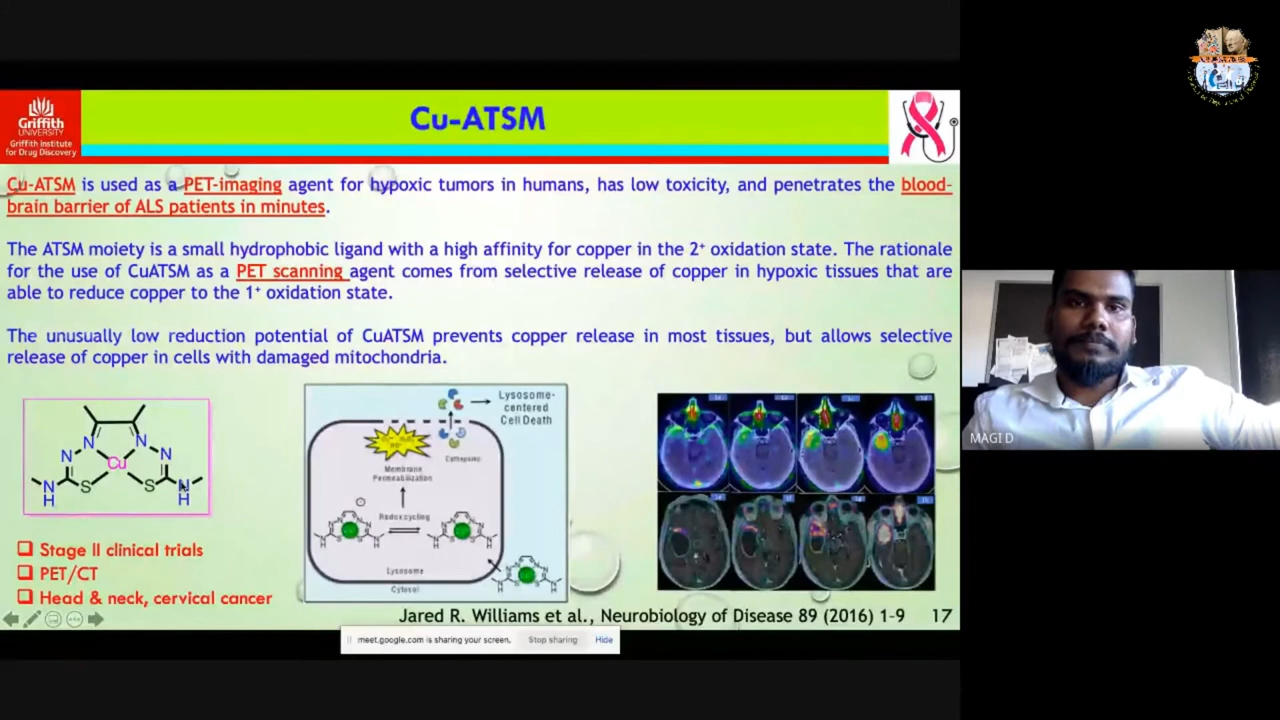 Griffith
UNIVERSITY
Griffith Institute
for Drug Discovery
Cu-ATSM
Cu-ATSM is used as a PET-imaging agent for hypoxic tumors in humans, has low toxicity, and penetrates the blood-
brain barrier of ALS patients in minutes.
The ATSM moiety is a small hydrophobic ligand with a high affinity for copper in the 2+ oxidation state. The rationale
for the use of CuATSM as a PET scanning agent comes from selective release of copper in hypoxic tissues that are
able to reduce copper to the 1+ oxidation state.
The unusually low reduction potential of CuATSM prevents copper release in most tissues, but allows selective
release of copper in cells with damaged mitochondria.
N N
N N
Cu
N S S N
H H
Lysosome-
centered
Cell Death
Cathepsins
Membrane
Permeabilization
Redox cycling
Lysosome
Cytosol
❑ Stage II clinical trials
❑ PET/CT
❑ Head & neck, cervical cancer
Jared R. Williams et al., Neurobiology of Disease 89 (2016) 1-9 17
meet.google.com is sharing your screen. Stop sharing Hide
MAGI D